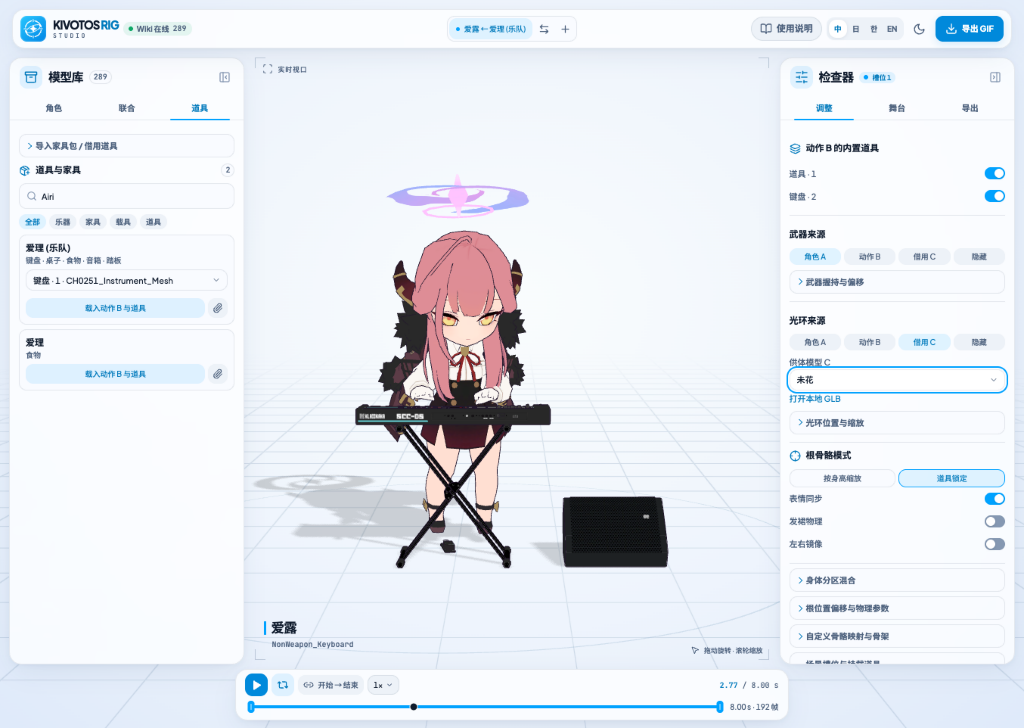 KIVOTOS RIG
STUDIO
Wiki 在线 289
爱露 ← 爱理 (乐队)
使用说明
中 日 한 EN
导出 GIF
模型库 289
角色 联合 道具
导入家具包 / 借用道具
道具与家具 2
Airi
全部 乐器 家具 载具 道具
爱理 (乐队)
键盘 · 桌子 · 食物 · 音箱 · 踏板
键盘 · 1 · CH0251_Instrument_Mesh
载入动作 B 与道具
爱理
食物
载入动作 B 与道具
实时视口
SCC-05
爱露
NonWeapon_Keyboard
拖动旋转 · 滚轮缩放
检查器 槽位 1
调整 舞台 导出
动作 B 的内置道具
道具 · 1
键盘 · 2
武器来源
角色 A 动作 B 借用 C 隐藏
武器握持与偏移
光环来源
角色 A 动作 B 借用 C 隐藏
供体模型 C
未花
打开本地 GLB
光环位置与缩放
根骨骼模式
按身高缩放 道具锁定
表情同步
发裙物理
左右镜像
身体分区混合
根位置偏移与物理参数
自定义骨骼映射与骨架
开始 → 结束
1×
2.77 / 8.00 s
8.00s · 192 帧